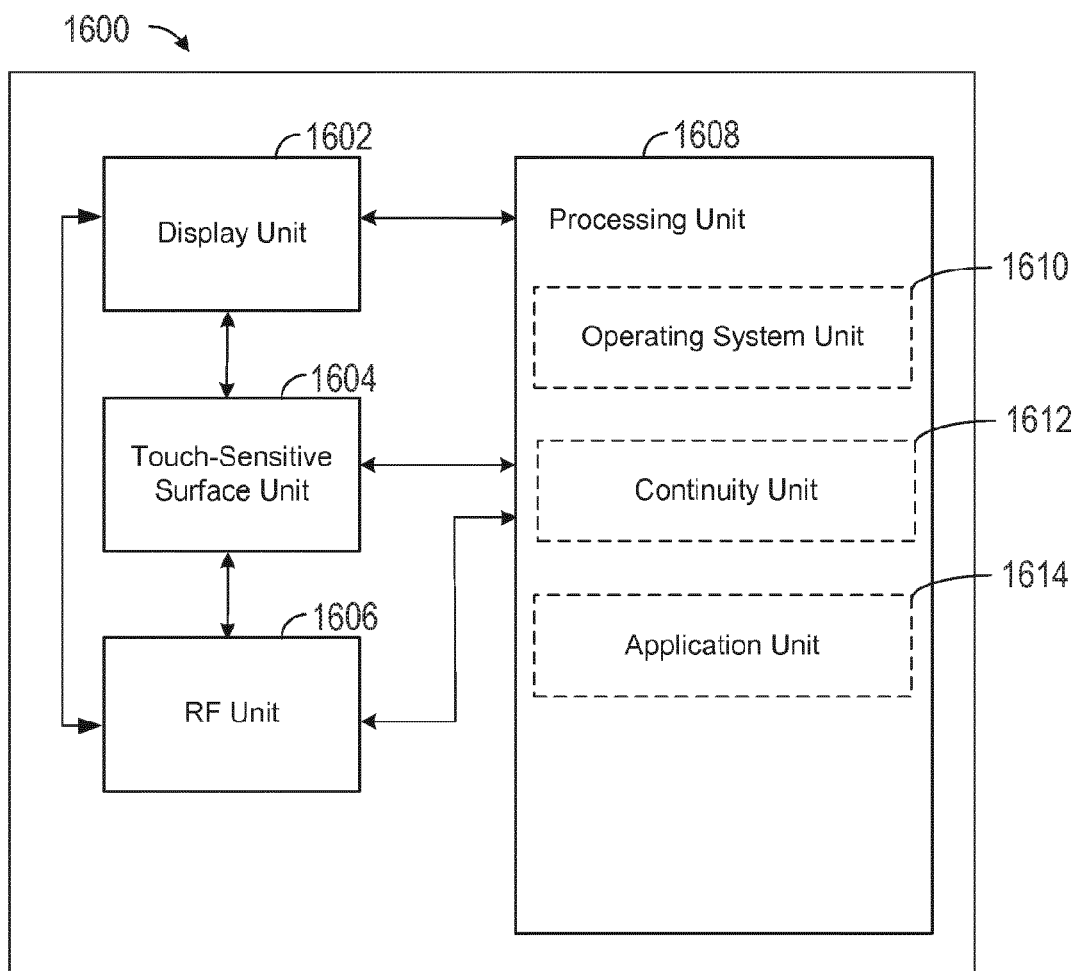 1600
1602
Display Unit
1604
Touch-Sensitive
Surface Unit
1606
RF Unit
1608
Processing Unit
1610
Operating System Unit
1612
Continuity Unit
1614
Application Unit